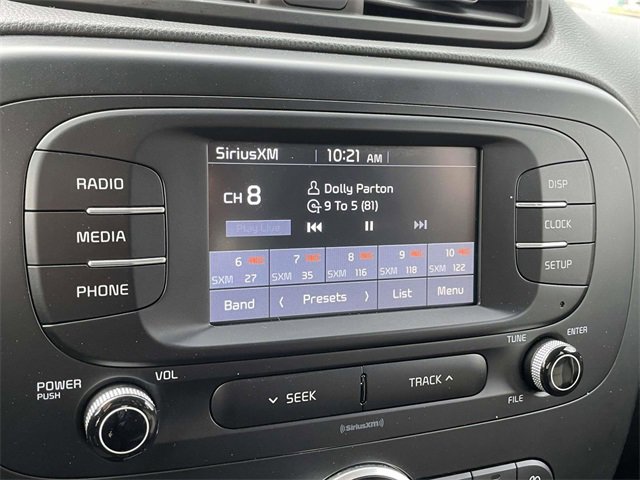 SiriusXM 10:21 AM
RADIO
MEDIA
PHONE
DISP
CLOCK
SETUP
CH 8
Dolly Parton
9 To 5 (81)
Play Live
6 7 8 9 10
SXM 27 SXM 35 SXM 116 SXM 118 SXM 122
Band Presets List Menu
POWER
PUSH
VOL
SEEK
TRACK
TUNE
ENTER
FILE
SiriusXM